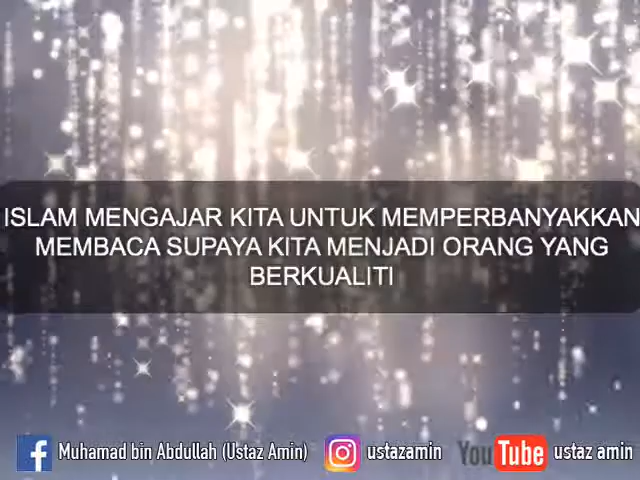 ISLAM MENGAJAR KITA UNTUK MEMPERBANYAKKAN
MEMBACA SUPAYA KITA MENJADI ORANG YANG
BERKUALITI
Muhamad bin Abdullah (Ustaz Amin) ustazamin YouTube ustaz amin